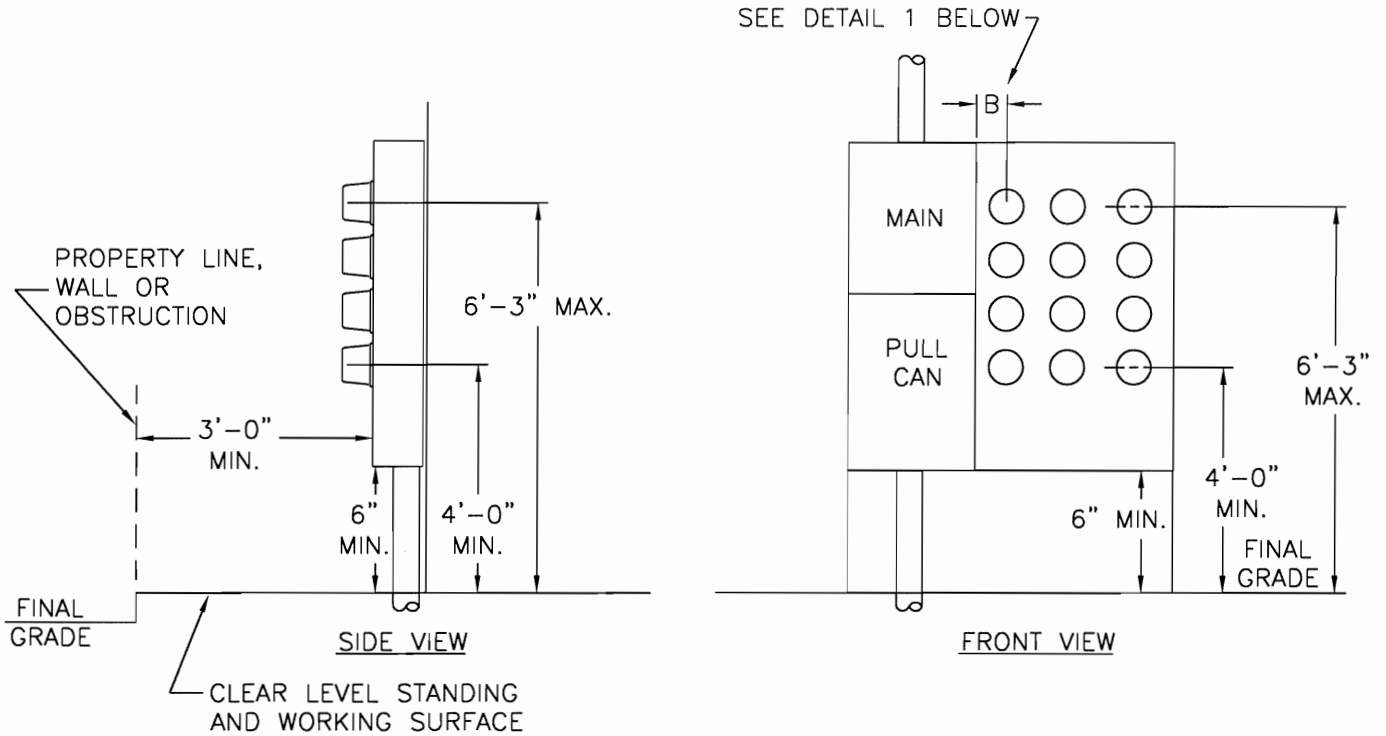 SEE DETAIL 1 BELOW
B
MAIN
PULL
CAN
PROPERTY LINE,
WALL OR
OBSTRUCTION
6'-3" MAX.
3'-0"
MIN.
6"
MIN.
4'-0"
MIN.
FINAL
GRADE
SIDE VIEW
CLEAR LEVEL STANDING
AND WORKING SURFACE
6'-3"
MAX.
4'-0"
MIN.
6" MIN.
FINAL
GRADE
FRONT VIEW